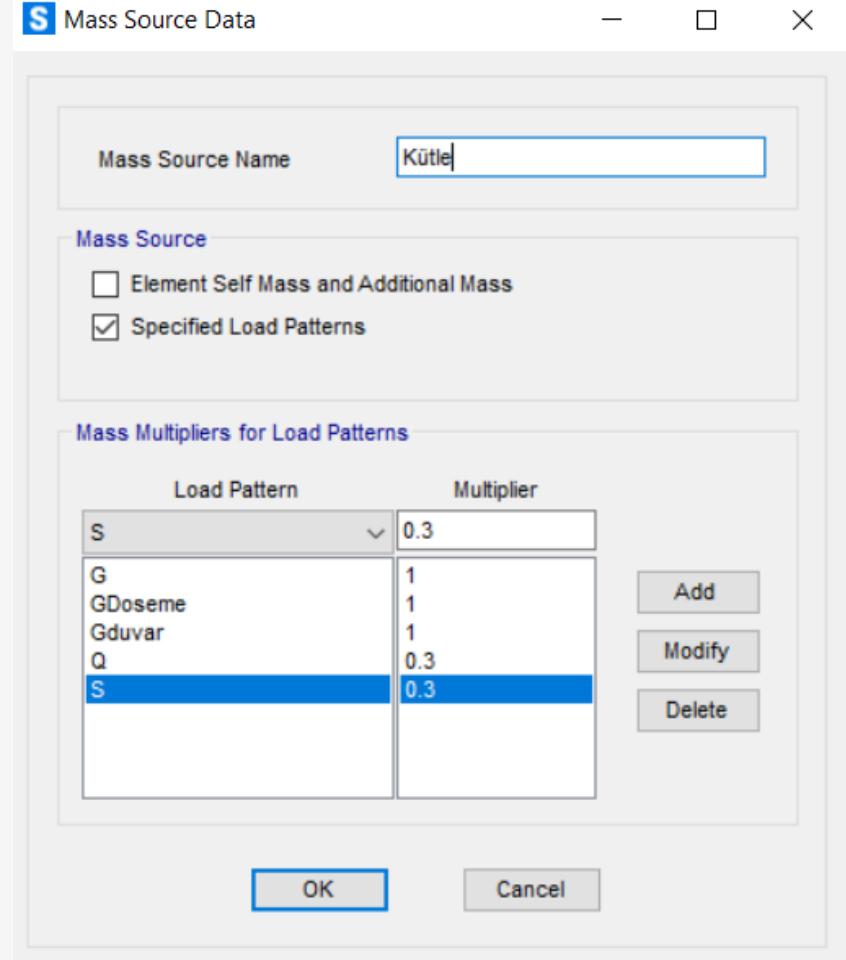 S Mass Source Data
Mass Source Name Kütle
Mass Source
Element Self Mass and Additional Mass
Specified Load Patterns
Mass Multipliers for Load Patterns
Load Pattern Multiplier
S 0.3
G 1
GDoseme 1
Gduvar 1
Q 0.3
S 0.3
Add
Modify
Delete
OK Cancel